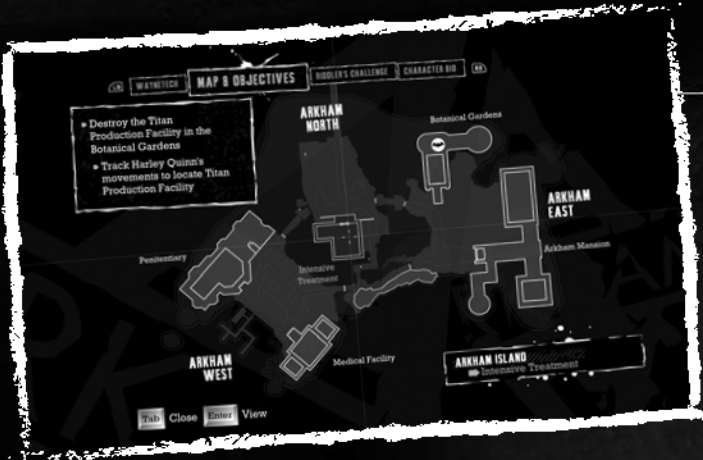 LB WAYNETECH MAP & OBJECTIVES RIDDLER'S CHALLENGE CHARACTER BIO RB
Destroy the Titan
Production Facility in the
Botanical Gardens
Track Harley Quinn's
movements to locate Titan
Production Facility
ARKHAM
NORTH
Botanical Gardens
ARKHAM
EAST
Arkham Mansion
Penitentiary
Intensive
Treatment
ARKHAM
WEST
Medical Facility
ARKHAM ISLAND
Intensive Treatment
Tab Close Enter View